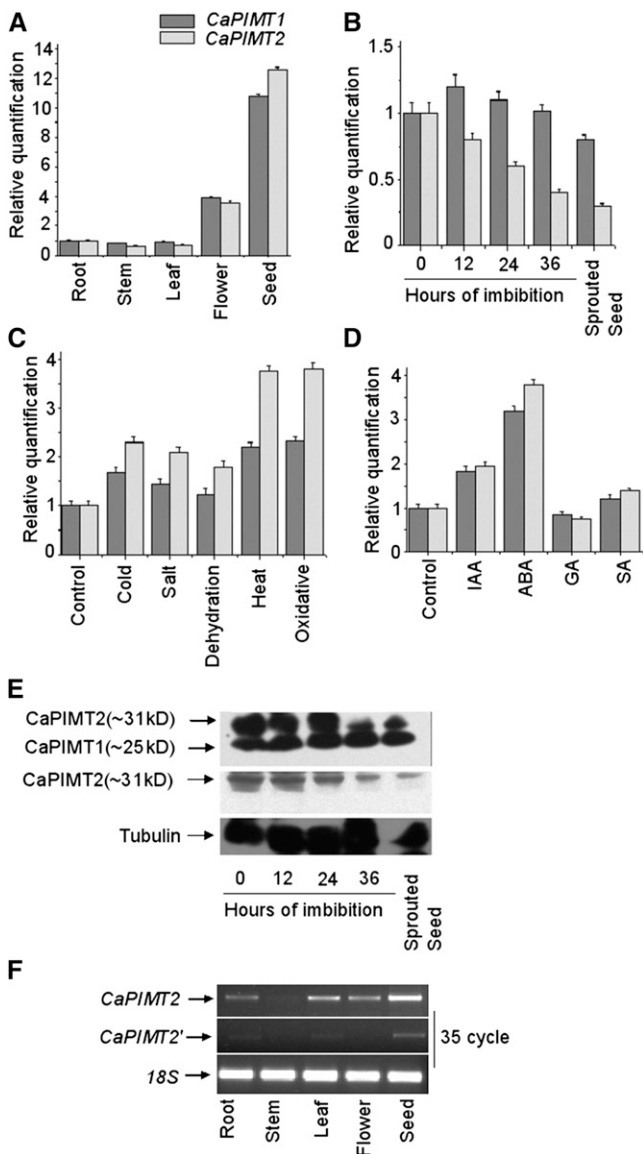 A
CaPIMT1
CaPIMT2
Relative quantification
14
12
10
8
6
4
2
0
Root
Stem
Leaf
Flower
Seed
B
Relative quantification
1.5
1
0.5
0
0 12 24 36
Hours of imbibition
Sprouted
Seed
C
Relative quantification
4
3
2
1
0
Control
Cold
Salt
Dehydration
Heat
Oxidative
D
Relative quantification
4
3
2
1
0
Control
IAA
ABA
GA
SA
E
CaPIMT2(~31kD)
CaPIMT1(~25kD)
CaPIMT2(~31kD)
Tubulin
0 12 24 36
Hours of imbibition
Sprouted
Seed
F
CaPIMT2
CaPIMT2'
18S
35 cycle
Root
Stem
Leaf
Flower
Seed